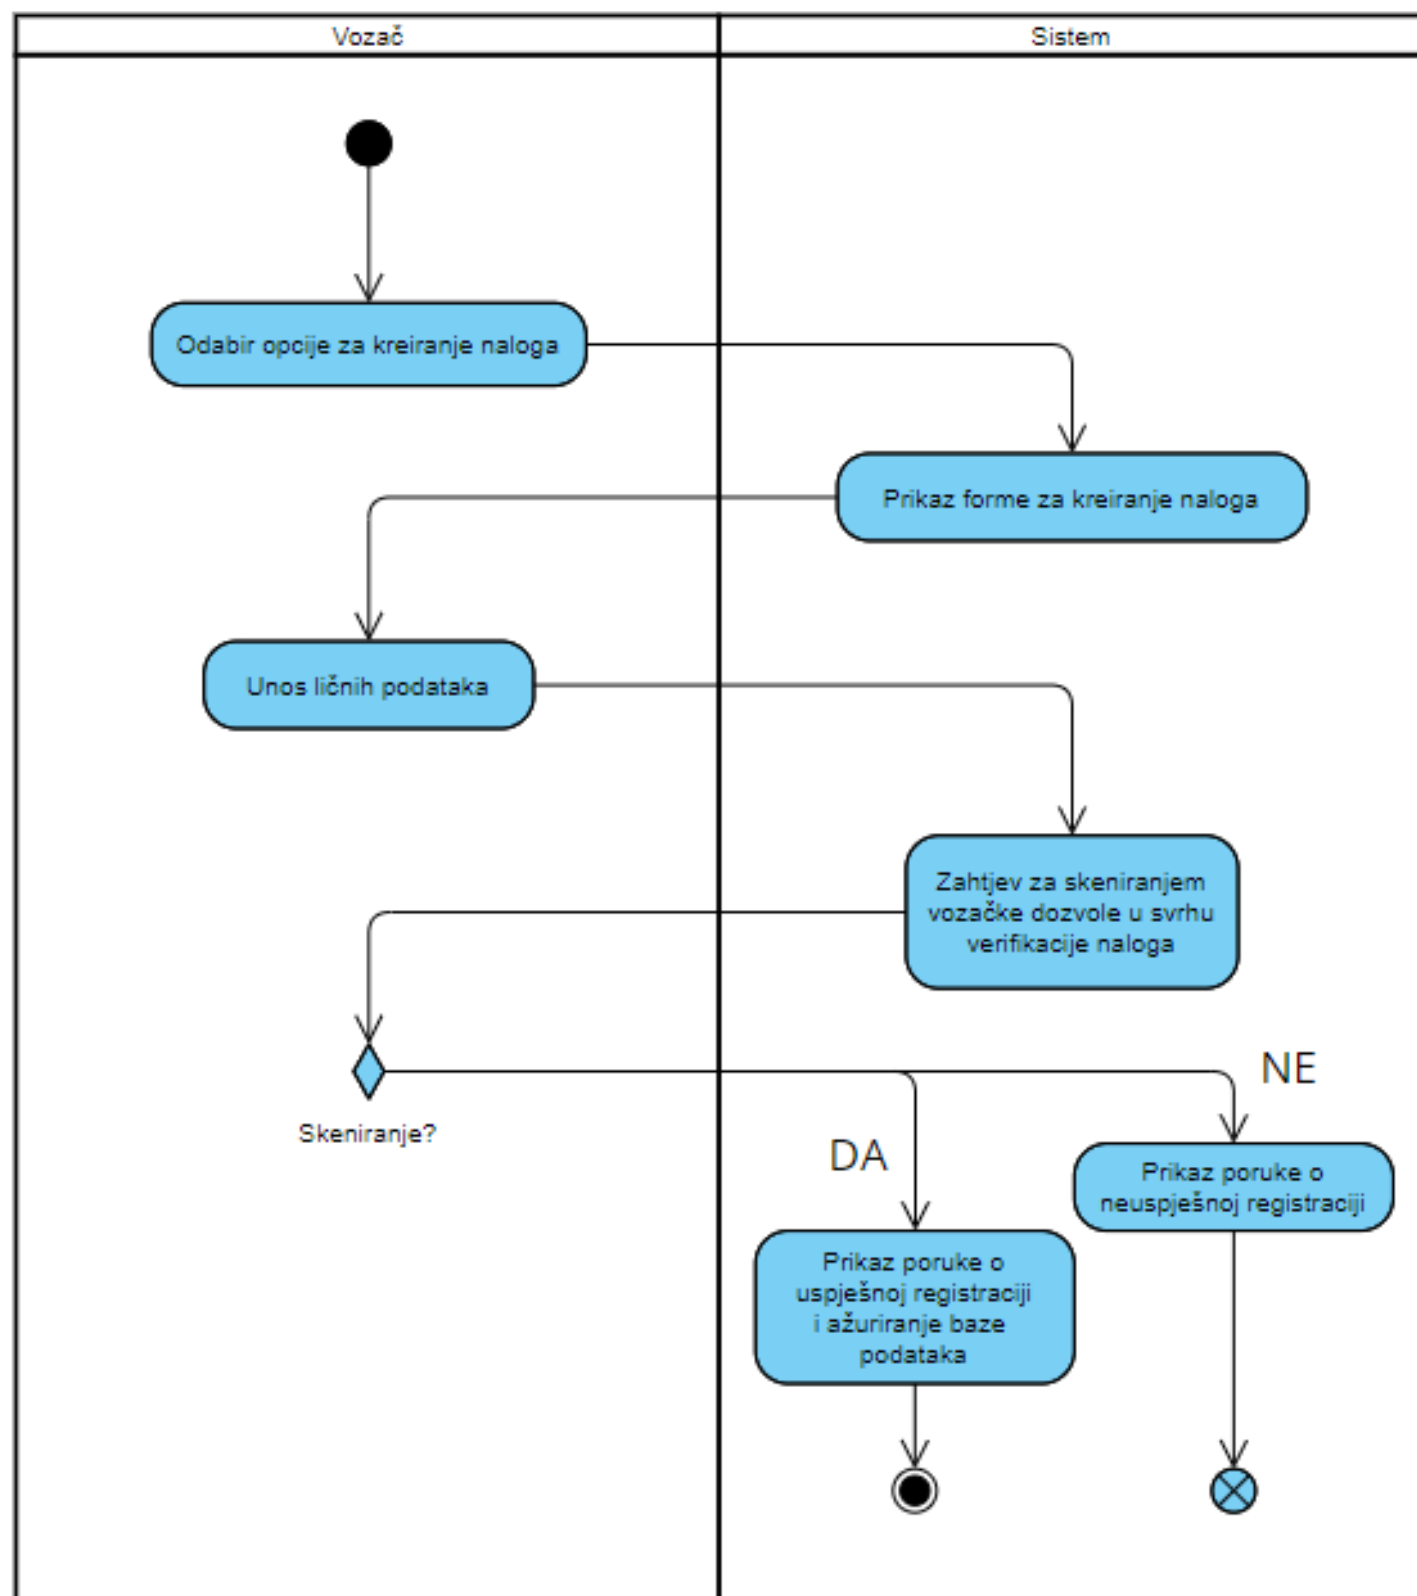 Vozač
Sistem
Odabir opcije za kreiranje naloga
Prikaz forme za kreiranje naloga
Unos ličnih podataka
Zahtjev za skeniranjem
vozačke dozvole u svrhu
verifikacije naloga
Skeniranje?
NE
DA
Prikaz poruke o
neuspješnoj registraciji
Prikaz poruke o
uspješnoj registraciji
i ažuriranje baze
podataka